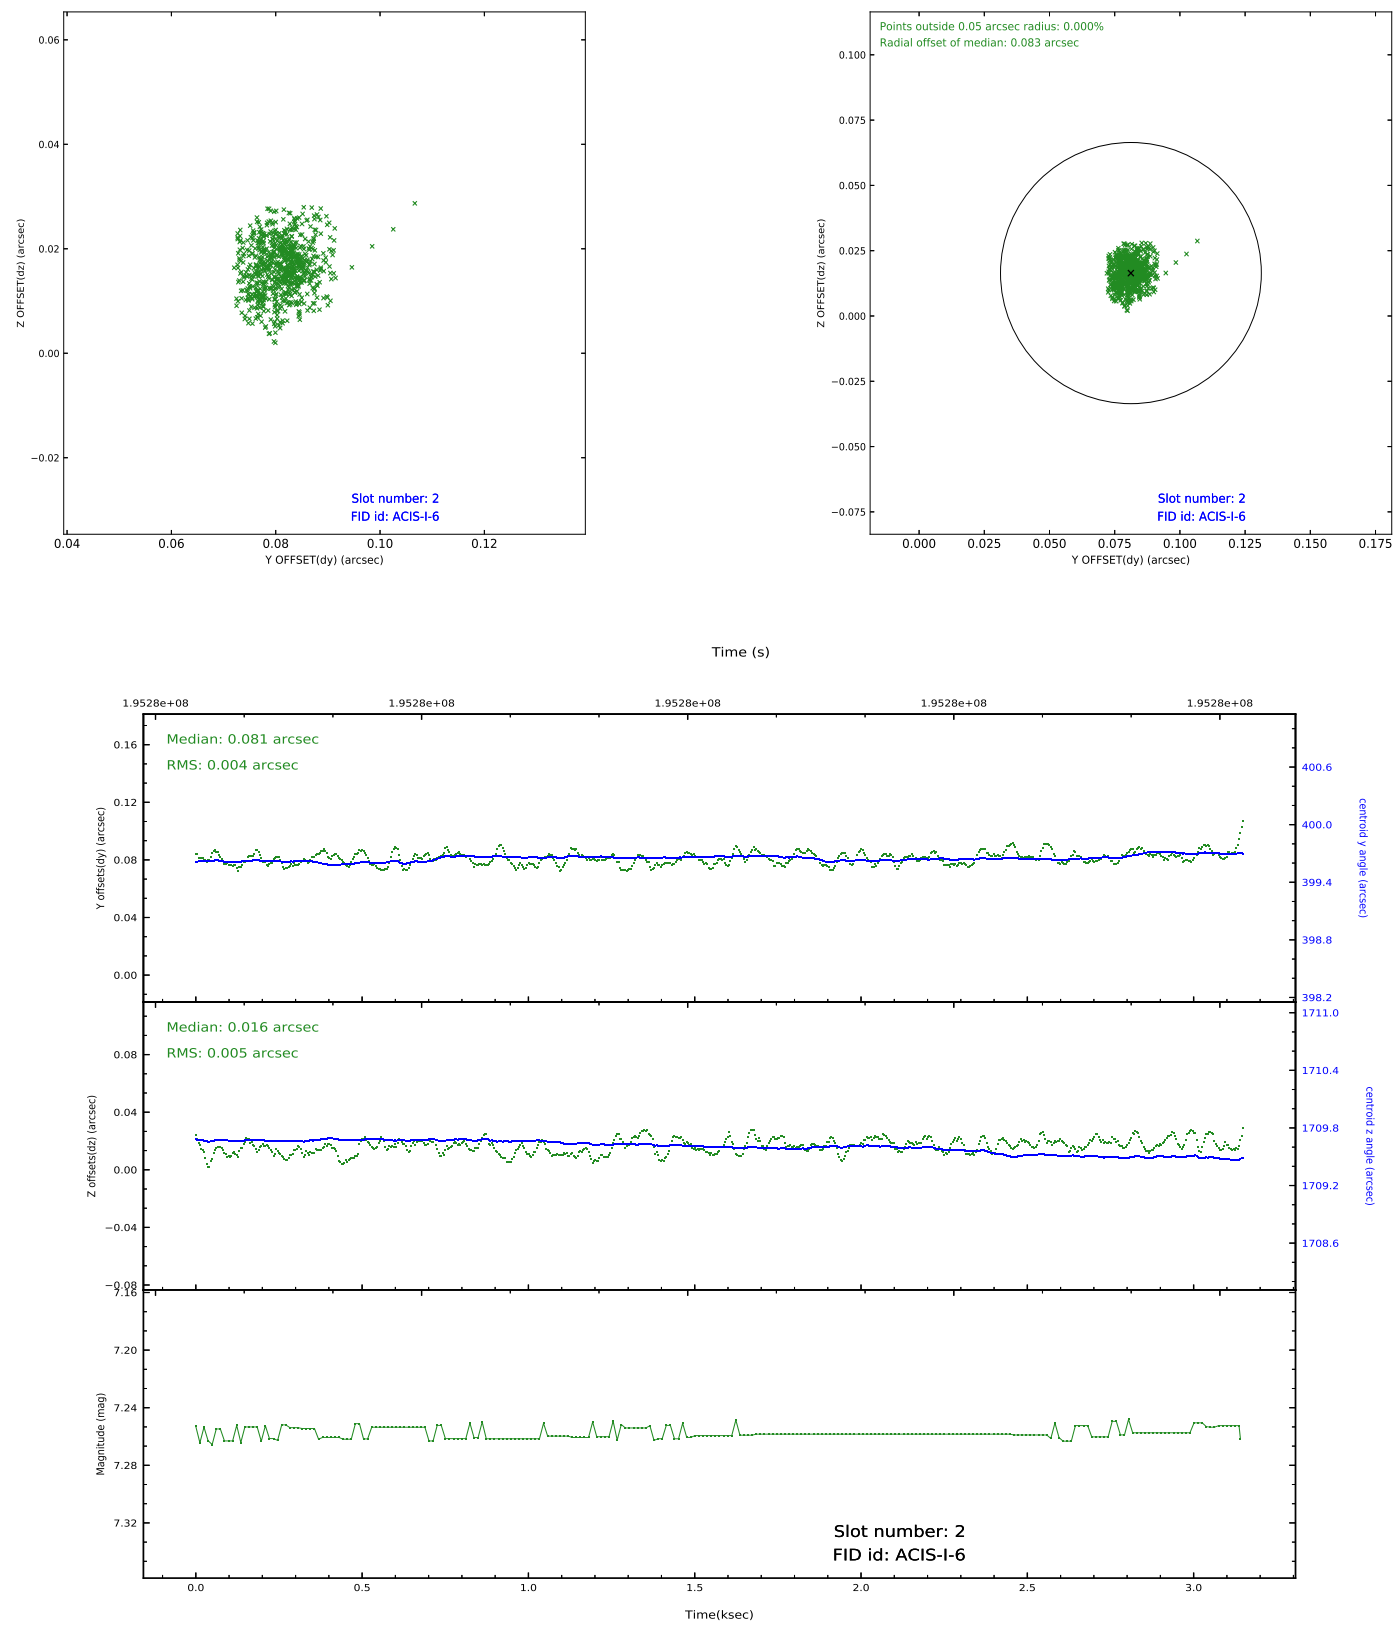 0.06
0.04
0.02
0.00
−0.02
Z OFFSET(dz) (arcsec)
Slot number: 2
FID id: ACIS-I-6
0.04 0.06 0.08 0.10 0.12
Y OFFSET(dy) (arcsec)
Points outside 0.05 arcsec radius: 0.000%
Radial offset of median: 0.083 arcsec
0.100
0.075
0.050
0.025
0.000
−0.025
−0.050
−0.075
Z OFFSET(dz) (arcsec)
Slot number: 2
FID id: ACIS-I-6
0.000 0.025 0.050 0.075 0.100 0.125 0.150 0.175
Y OFFSET(dy) (arcsec)
Time (s)
1.9528e+08 1.9528e+08 1.9528e+08 1.9528e+08 1.9528e+08
Median: 0.081 arcsec
RMS: 0.004 arcsec
0.16
0.12
0.08
0.04
0.00
Y offsets(dy) (arcsec)
400.6
400.0
399.4
398.8
398.2
centroid y angle (arcsec)
Median: 0.016 arcsec
RMS: 0.005 arcsec
0.08
0.04
0.00
−0.04
−0.08
Z offsets(dz) (arcsec)
1711.0
1710.4
1709.8
1709.2
1708.6
centroid z angle (arcsec)
7.16
7.20
7.24
7.28
7.32
Magnitude (mag)
Slot number: 2
FID id: ACIS-I-6
0.0 0.5 1.0 1.5 2.0 2.5 3.0
Time(ksec)